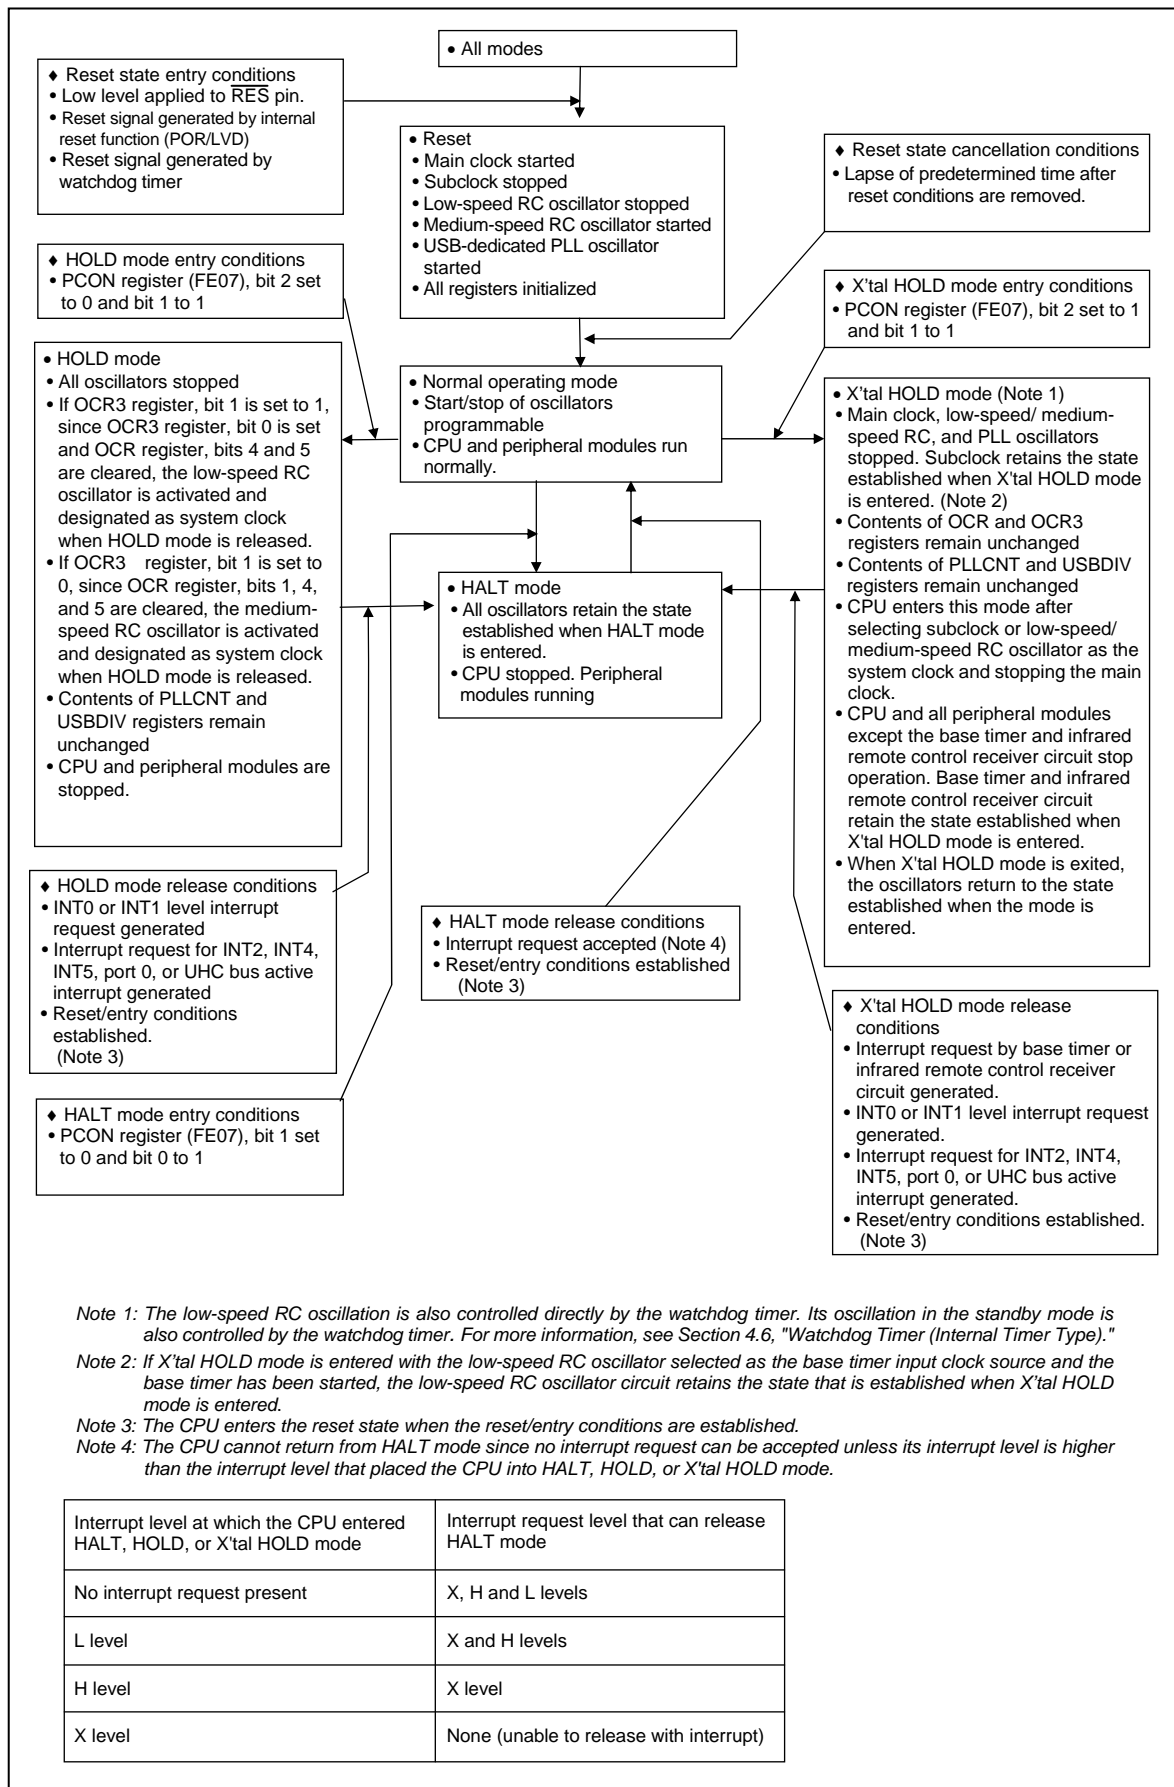 • All modes
♦ Reset state entry conditions
• Low level applied to RES pin.
• Reset signal generated by internal
reset function (POR/LVD)
• Reset signal generated by
watchdog timer
• Reset
• Main clock started
• Subclock stopped
• Low-speed RC oscillator stopped
• Medium-speed RC oscillator started
• USB-dedicated PLL oscillator
started
• All registers initialized
♦ Reset state cancellation conditions
• Lapse of predetermined time after
reset conditions are removed.
♦ HOLD mode entry conditions
• PCON register (FE07), bit 2 set
to 0 and bit 1 to 1
♦ X'tal HOLD mode entry conditions
• PCON register (FE07), bit 2 set to 1
and bit 1 to 1
• HOLD mode
• All oscillators stopped
• If OCR3 register, bit 1 is set to 1,
since OCR3 register, bit 0 is set
and OCR register, bits 4 and 5
are cleared, the low-speed RC
oscillator is activated and
designated as system clock
when HOLD mode is released.
• If OCR3 register, bit 1 is set to
0, since OCR register, bits 1, 4,
and 5 are cleared, the medium-
speed RC oscillator is activated
and designated as system clock
when HOLD mode is released.
• Contents of PLLCNT and
USBDIV registers remain
unchanged
• CPU and peripheral modules are
stopped.
• Normal operating mode
• Start/stop of oscillators
programmable
• CPU and peripheral modules run
normally.
• X'tal HOLD mode (Note 1)
• Main clock, low-speed/ medium-
speed RC, and PLL oscillators
stopped. Subclock retains the state
established when X'tal HOLD mode
is entered. (Note 2)
• Contents of OCR and OCR3
registers remain unchanged
• Contents of PLLCNT and USBDIV
registers remain unchanged
• CPU enters this mode after
selecting subclock or low-speed/
medium-speed RC oscillator as the
system clock and stopping the main
clock.
• CPU and all peripheral modules
except the base timer and infrared
remote control receiver circuit stop
operation. Base timer and infrared
remote control receiver circuit
retain the state established when
X'tal HOLD mode is entered.
• When X'tal HOLD mode is exited,
the oscillators return to the state
established when the mode is
entered.
• HALT mode
• All oscillators retain the state
established when HALT mode
is entered.
• CPU stopped. Peripheral
modules running
♦ HOLD mode release conditions
• INT0 or INT1 level interrupt
request generated
• Interrupt request for INT2, INT4,
INT5, port 0, or UHC bus active
interrupt generated
• Reset/entry conditions
established.
(Note 3)
♦ HALT mode release conditions
• Interrupt request accepted (Note 4)
• Reset/entry conditions established
(Note 3)
♦ X'tal HOLD mode release
conditions
• Interrupt request by base timer or
infrared remote control receiver
circuit generated.
• INT0 or INT1 level interrupt request
generated.
• Interrupt request for INT2, INT4,
INT5, port 0, or UHC bus active
interrupt generated.
• Reset/entry conditions established.
(Note 3)
♦ HALT mode entry conditions
• PCON register (FE07), bit 1 set
to 0 and bit 0 to 1
Note 1: The low-speed RC oscillation is also controlled directly by the watchdog timer. Its oscillation in the standby mode is
also controlled by the watchdog timer. For more information, see Section 4.6, "Watchdog Timer (Internal Timer Type)."
Note 2: If X'tal HOLD mode is entered with the low-speed RC oscillator selected as the base timer input clock source and the
base timer has been started, the low-speed RC oscillator circuit retains the state that is established when X'tal HOLD
mode is entered.
Note 3: The CPU enters the reset state when the reset/entry conditions are established.
Note 4: The CPU cannot return from HALT mode since no interrupt request can be accepted unless its interrupt level is higher
than the interrupt level that placed the CPU into HALT, HOLD, or X'tal HOLD mode.
Interrupt level at which the CPU entered
HALT, HOLD, or X'tal HOLD mode
Interrupt request level that can release
HALT mode
No interrupt request present
X, H and L levels
L level
X and H levels
H level
X level
X level
None (unable to release with interrupt)